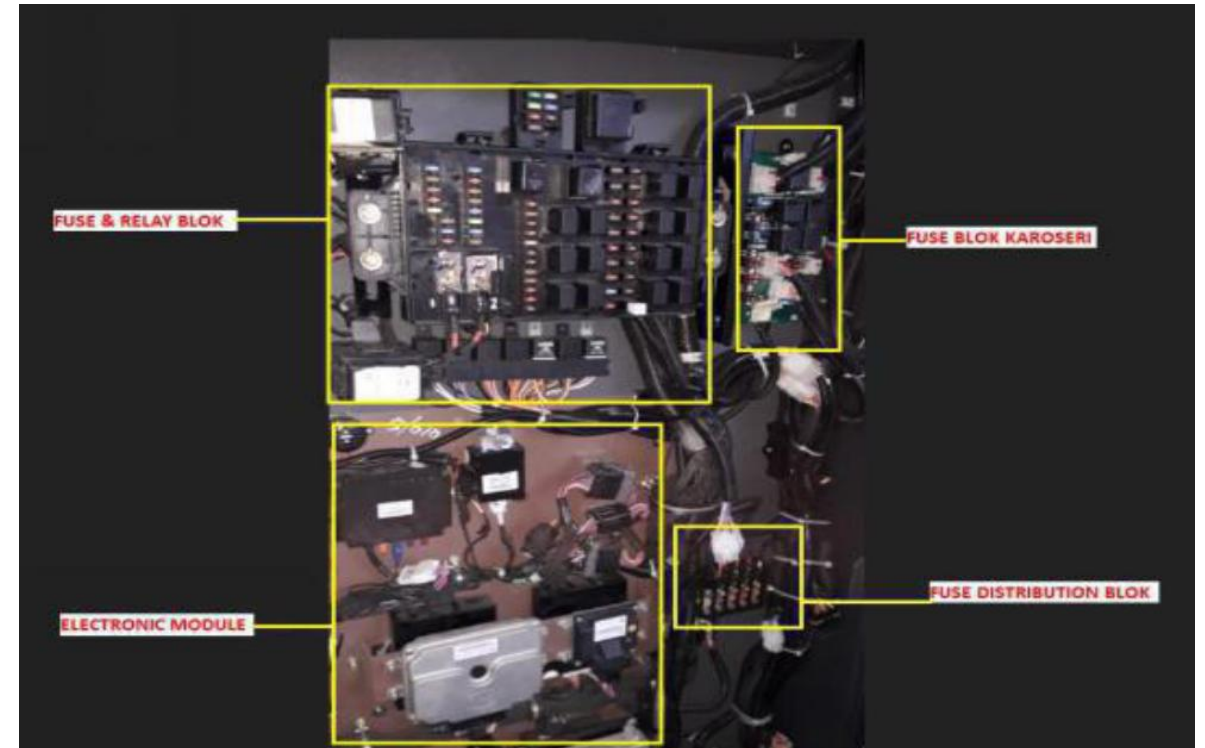 FUSE & RELAY BLOK
FUSE BLOK KAROSERI
ELECTRONIC MODULE
FUSE DISTRIBUTION BLOK